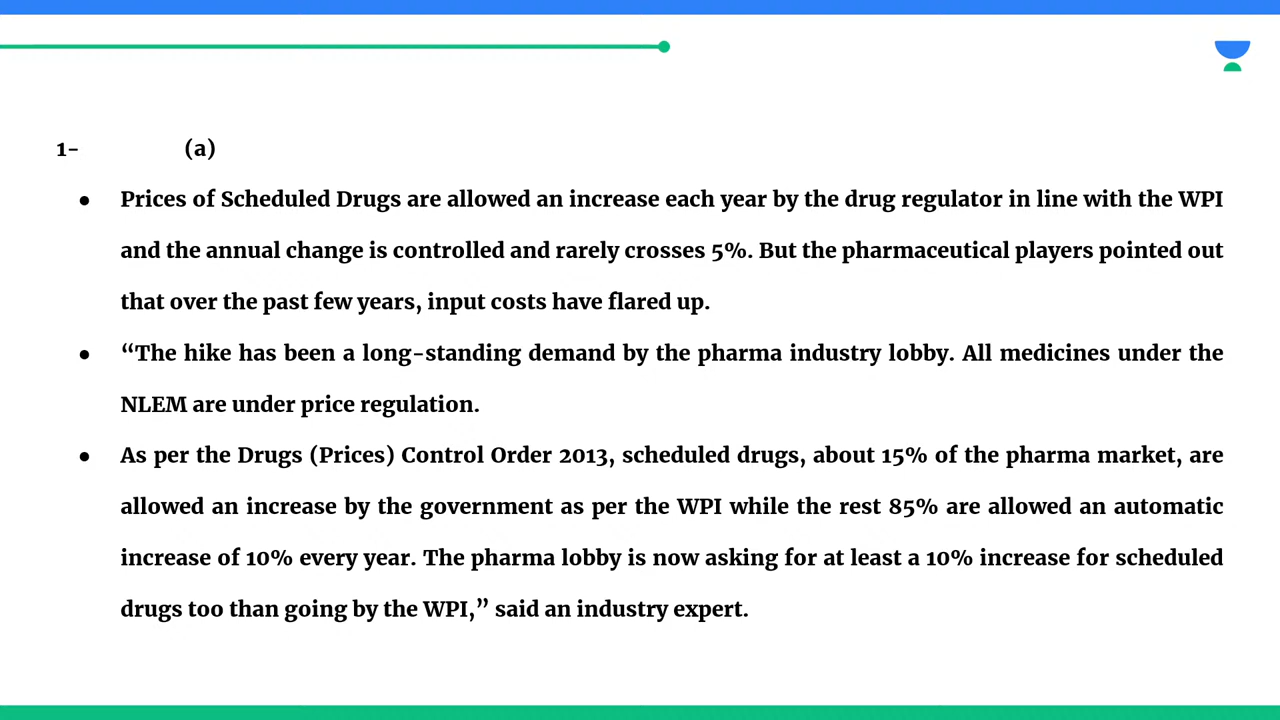 1- (a)
● Prices of Scheduled Drugs are allowed an increase each year by the drug regulator in line with the WPI
and the annual change is controlled and rarely crosses 5%. But the pharmaceutical players pointed out
that over the past few years, input costs have flared up.
● “The hike has been a long-standing demand by the pharma industry lobby. All medicines under the
NLEM are under price regulation.
● As per the Drugs (Prices) Control Order 2013, scheduled drugs, about 15% of the pharma market, are
allowed an increase by the government as per the WPI while the rest 85% are allowed an automatic
increase of 10% every year. The pharma lobby is now asking for at least a 10% increase for scheduled
drugs too than going by the WPI,” said an industry expert.